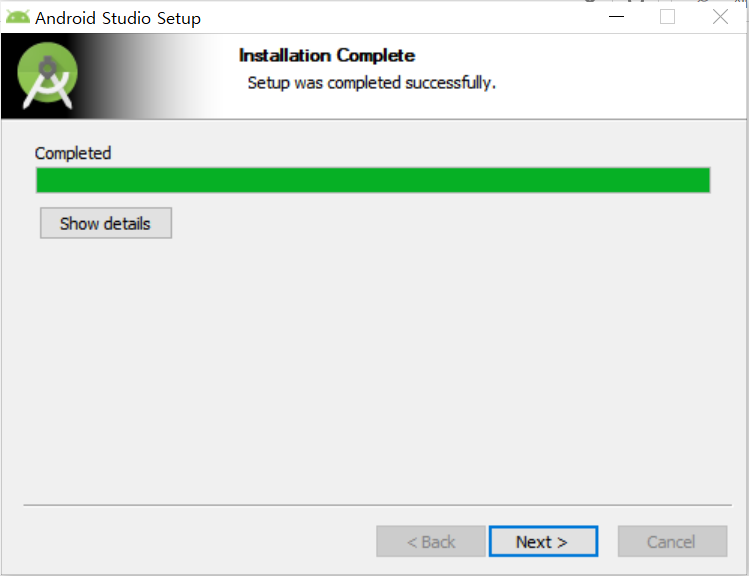 Android Studio Setup
Installation Complete
Setup was completed successfully.
Completed
Show details
< Back
Next >
Cancel